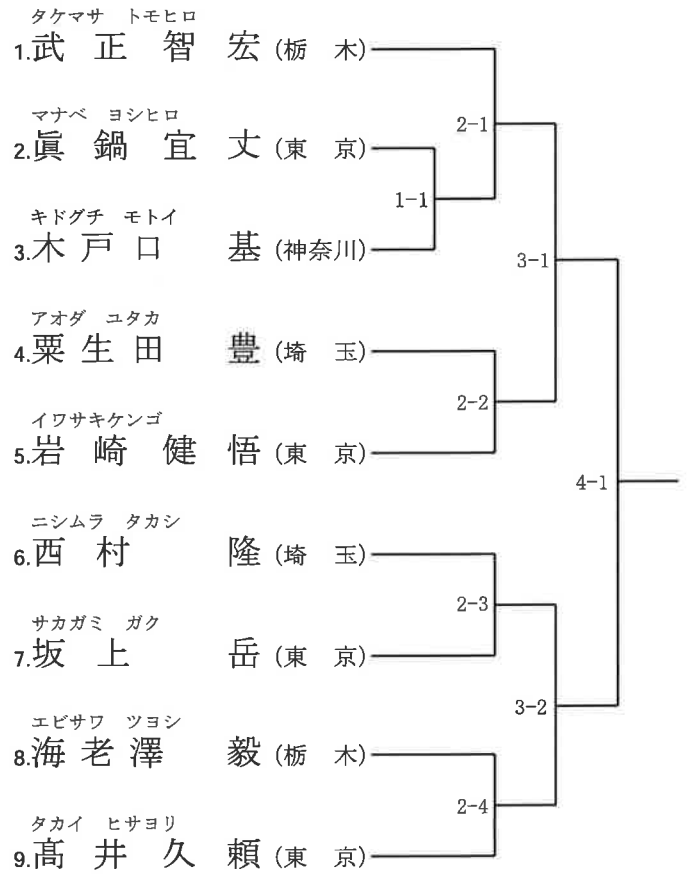 タケマサ トモヒロ
1.武正智宏(栃木)
2-1
マナベ ヨシヒロ
2.眞鍋宜丈(東京)
1-1
キドグチ モトイ
3.木戸口 基(神奈川)
3-1
アオダ ユタカ
4.粟生田 豊(埼玉)
2-2
イワサキケンゴ
5.岩崎健悟(東京)
4-1
ニシムラ タカシ
6.西村 隆(埼玉)
2-3
サカガミ ガク
7.坂上 岳(東京)
3-2
エビサワ ツヨシ
8.海老澤 毅(栃木)
2-4
タカイ ヒサヨリ
9.髙井久頼(東京)